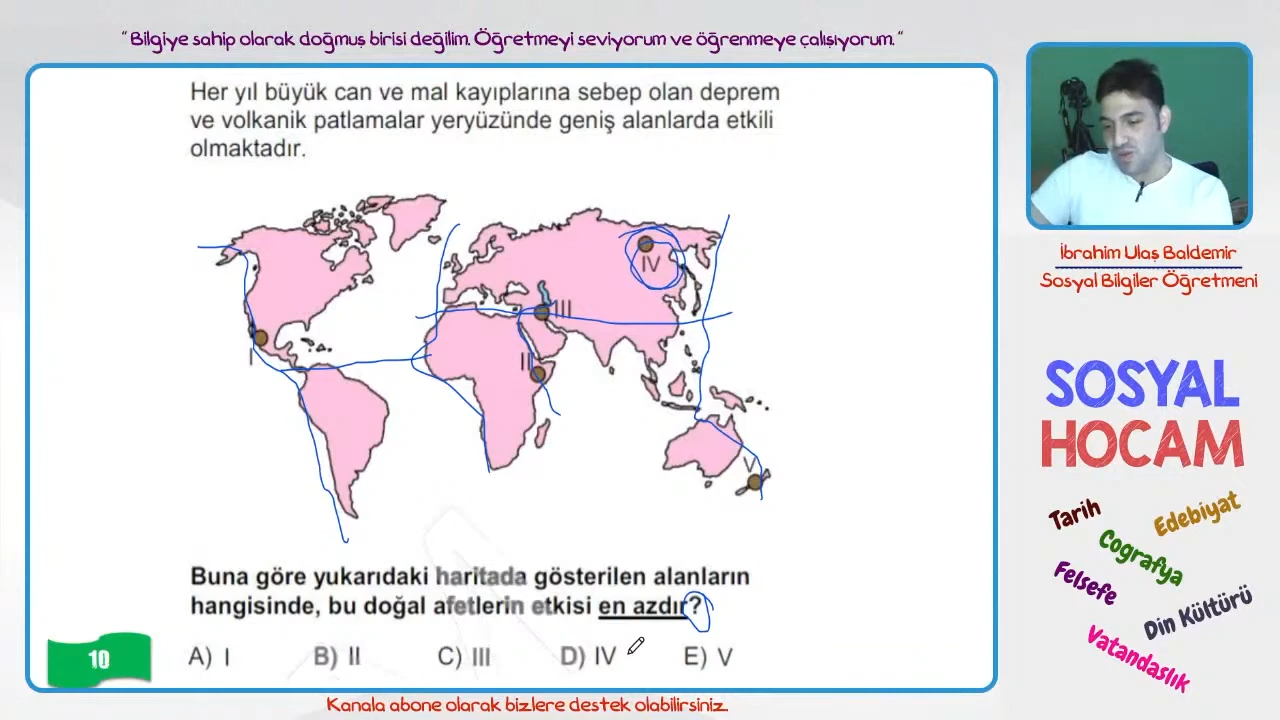 “ Bilgiye sahip olarak doğmuş birisi değilim. Öğretmeyi seviyorum ve öğrenmeye çalışıyorum. ”
Her yıl büyük can ve mal kayıplarına sebep olan deprem
ve volkanik patlamalar yeryüzünde geniş alanlarda etkili
olmaktadır.
IV
III
I
II
V
Buna göre yukarıdaki haritada gösterilen alanların
hangisinde, bu doğal afetlerin etkisi en azdır?
10
A) I
B) II
C) III
D) IV
E) V
Kanala abone olarak bizlere destek olabilirsiniz.
İbrahim Ulaş Baldemir
Sosyal Bilgiler Öğretmeni
SOSYAL
HOCAM
Tarih
Edebiyat
Coğrafya
Felsefe
Din Kültürü
Vatandaslık